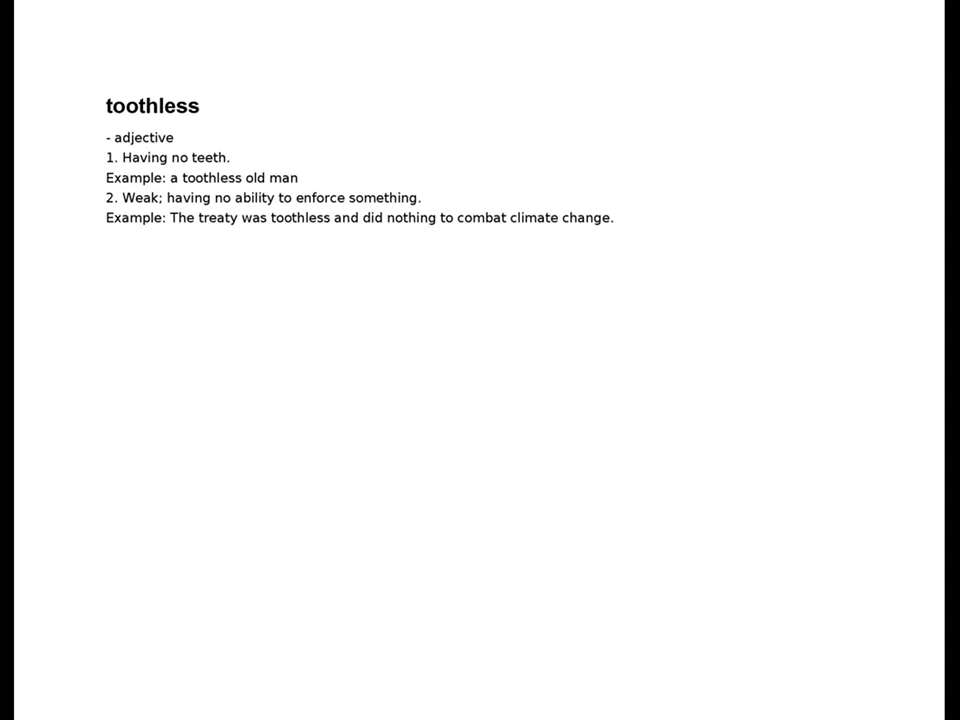 toothless
- adjective
1. Having no teeth.
Example: a toothless old man
2. Weak; having no ability to enforce something.
Example: The treaty was toothless and did nothing to combat climate change.